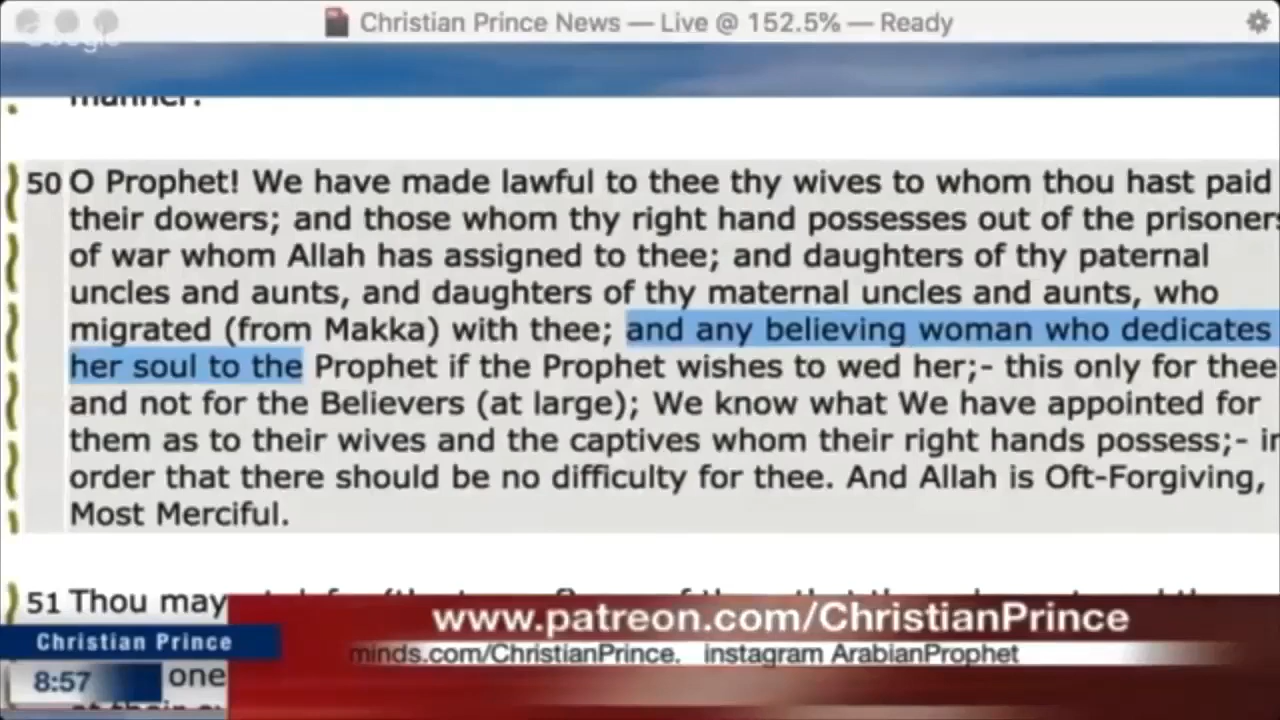 Christian Prince News — Live @ 152.5% — Ready
Google
manner.
50 O Prophet! We have made lawful to thee thy wives to whom thou hast paid
their dowers; and those whom thy right hand possesses out of the prisoners
of war whom Allah has assigned to thee; and daughters of thy paternal
uncles and aunts, and daughters of thy maternal uncles and aunts, who
migrated (from Makka) with thee; and any believing woman who dedicates
her soul to the Prophet if the Prophet wishes to wed her;- this only for thee
and not for the Believers (at large); We know what We have appointed for
them as to their wives and the captives whom their right hands possess;- in
order that there should be no difficulty for thee. And Allah is Oft-Forgiving,
Most Merciful.
51 Thou may
www.patreon.com/ChristianPrince
Christian Prince
minds.com/ChristianPrince. instagram ArabianProphet
8:57
one